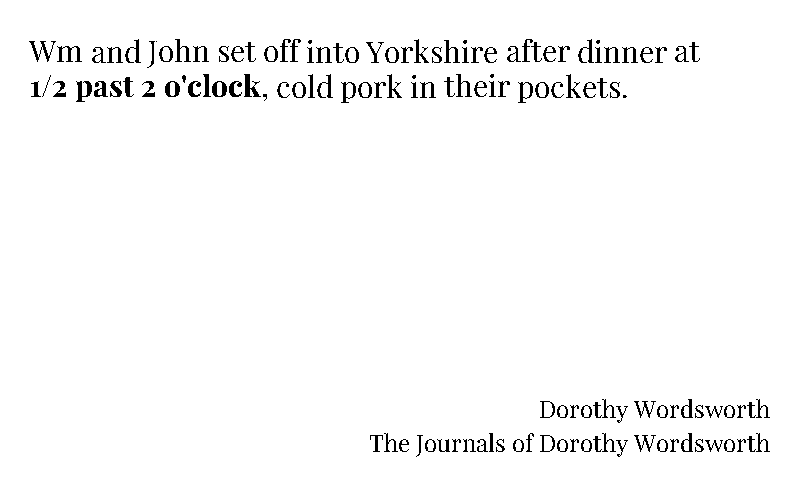 Wm and John set off into Yorkshire after dinner at
1/2 past 2 o'clock, cold pork in their pockets.
Dorothy Wordsworth
The Journals of Dorothy Wordsworth